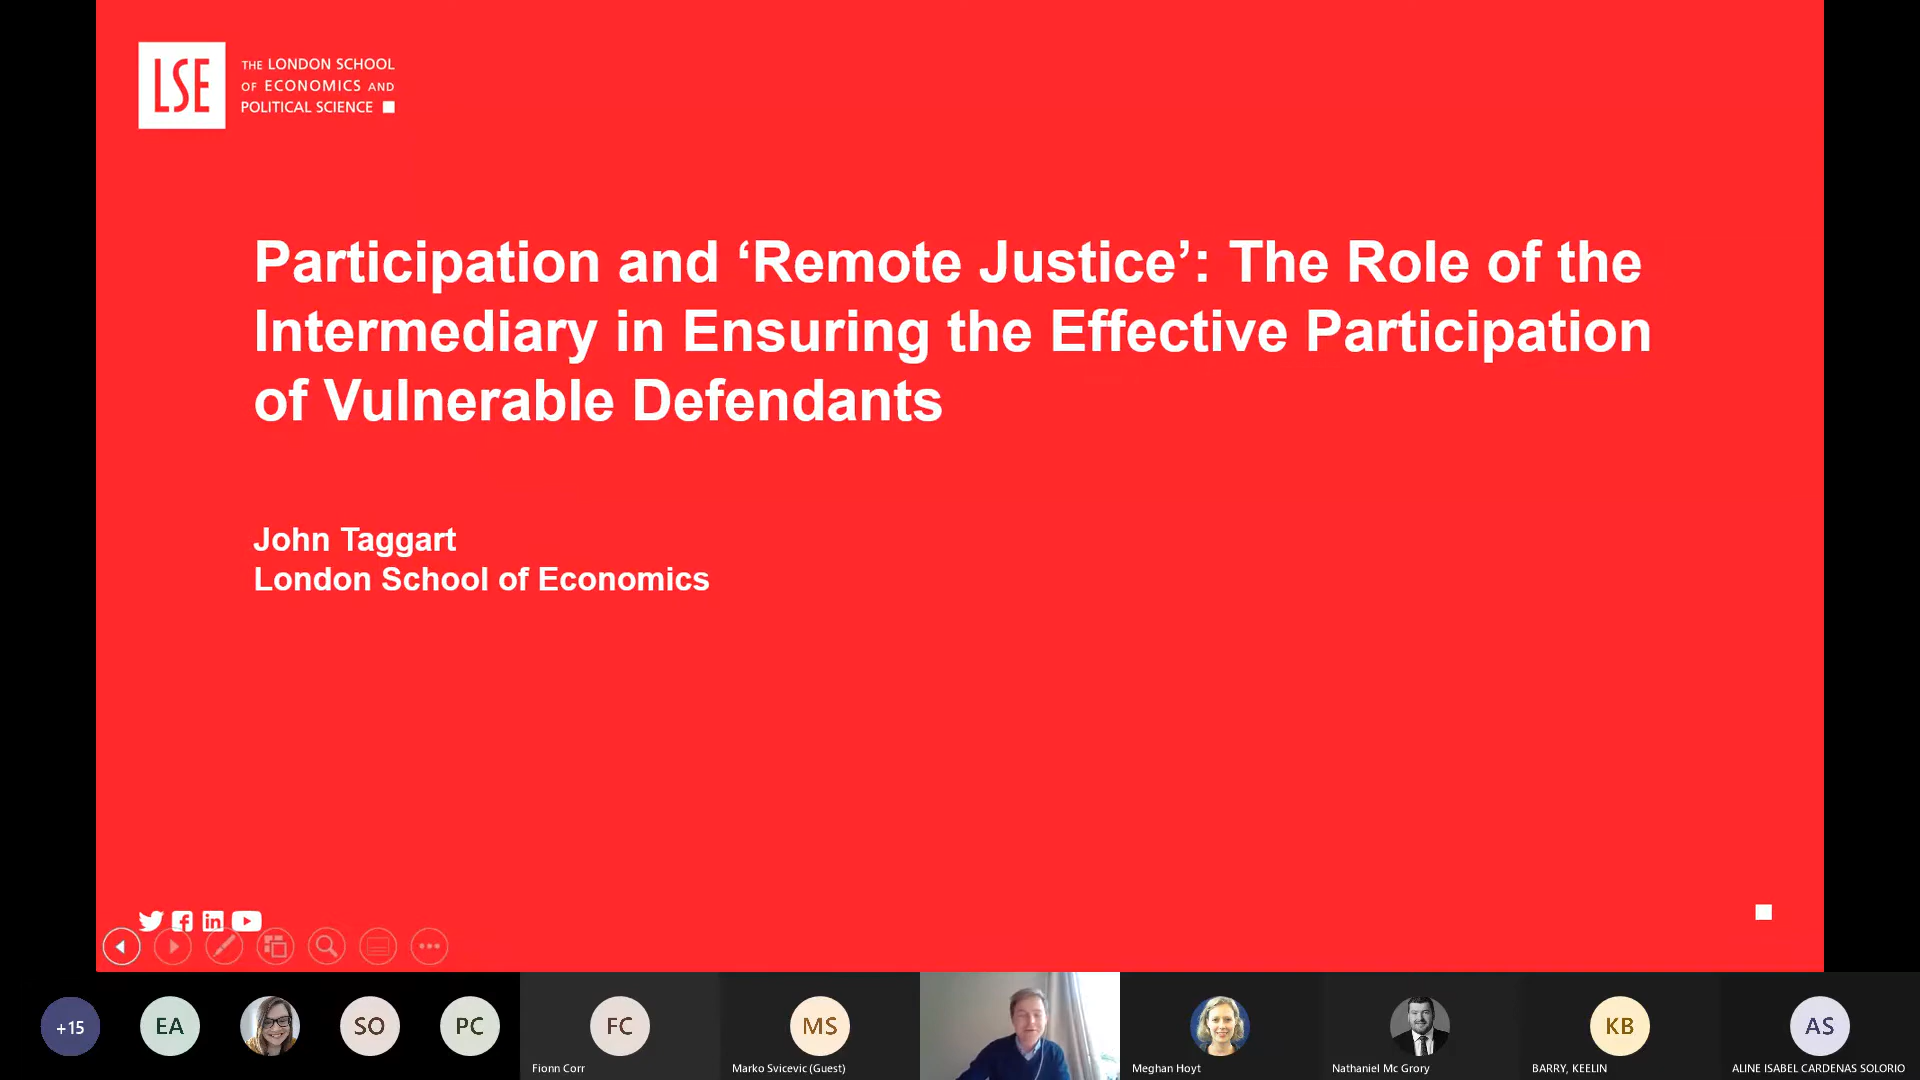 LSE
THE LONDON SCHOOL
OF ECONOMICS AND
POLITICAL SCIENCE
Participation and ‘Remote Justice’: The Role of the
Intermediary in Ensuring the Effective Participation
of Vulnerable Defendants
John Taggart
London School of Economics
+15
EA
SO
PC
FC
MS
KB
AS
Fionn Corr
Marko Svicevic (Guest)
Meghan Hoyt
Nathaniel Mc Grory
BARRY, KEELIN
ALINE ISABEL CARDENAS SOLORIO